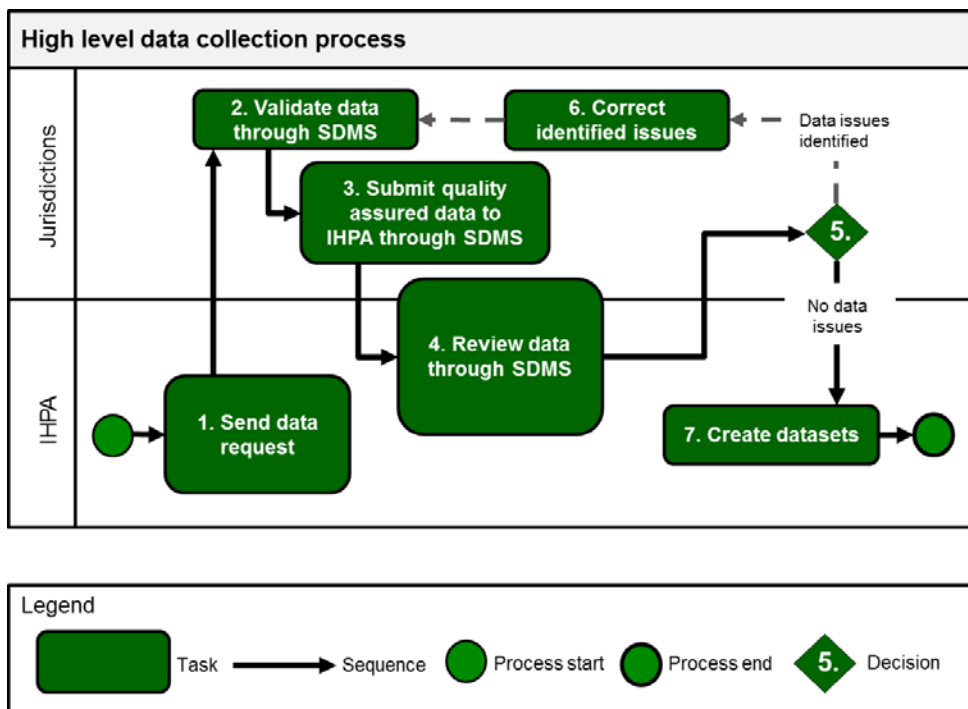 High level data collection process
Jurisdictions
2. Validate data
through SDMS
6. Correct
identified issues
Data issues
identified
3. Submit quality
assured data to
IHPA through SDMS
5.
No data
issues
IHPA
4. Review data
through SDMS
1. Send data
request
7. Create datasets
Legend
Task
Sequence
Process start
Process end
5.
Decision